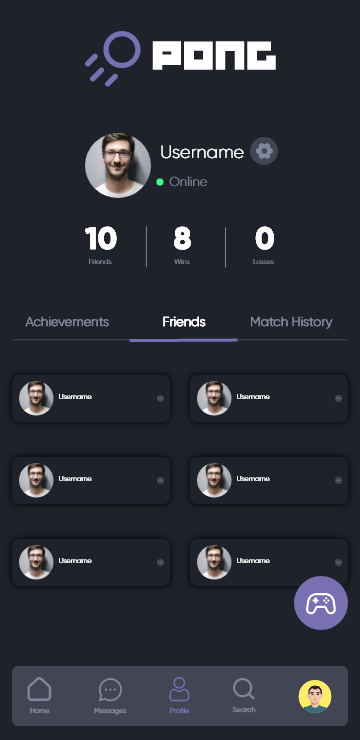 PONG
Username
Online
10 8 0
Friends Wins Losses
Achievements Friends Match History
Username Username
Username Username
Username Username
Home Messages Profile Search